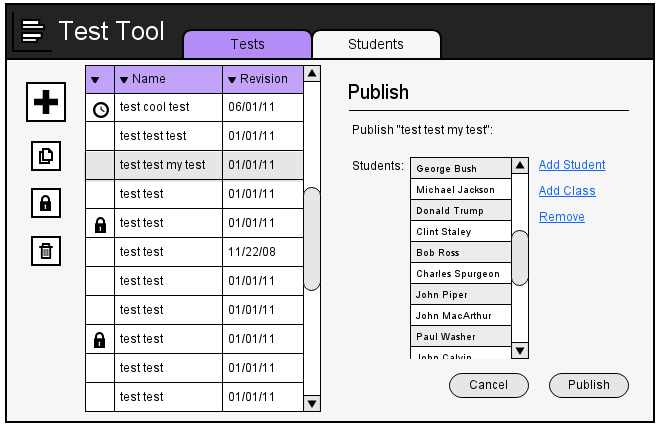 Test Tool
Tests
Students
Name
Revision
test cool test
06/01/11
test test test
01/01/11
test test my test
01/01/11
test test
01/01/11
test test
01/01/11
test test
11/22/08
test test
01/01/11
test test
01/01/11
test test
01/01/11
test test
01/01/11
test test
01/01/11
Publish
Publish "test test my test":
Students:
George Bush
Michael Jackson
Donald Trump
Clint Staley
Bob Ross
Charles Spurgeon
John Piper
John MacArthur
Paul Washer
John Calvin
Add Student
Add Class
Remove
Cancel
Publish